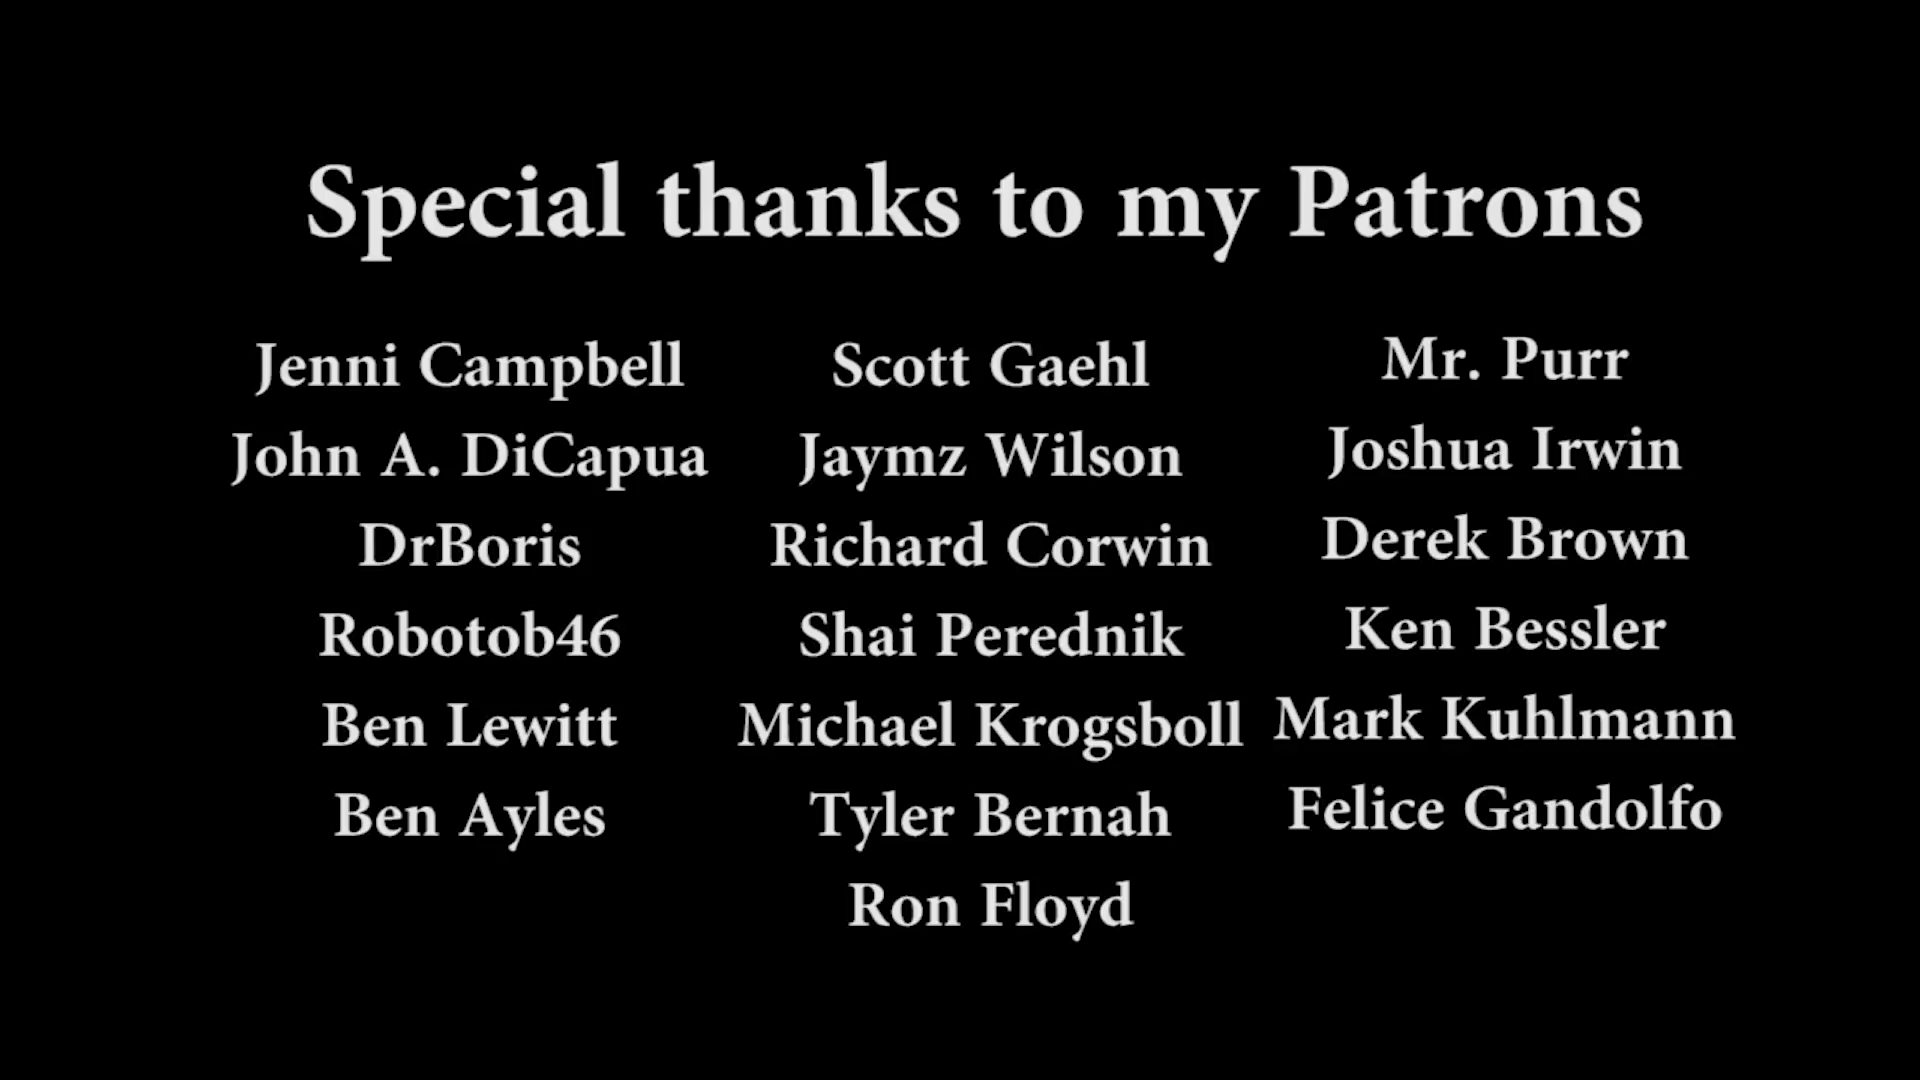 Special thanks to my Patrons
Jenni Campbell
John A. DiCapua
DrBoris
Robotob46
Ben Lewitt
Ben Ayles
Scott Gaehl
Jaymz Wilson
Richard Corwin
Shai Perednik
Michael Krogsboll
Tyler Bernah
Ron Floyd
Mr. Purr
Joshua Irwin
Derek Brown
Ken Bessler
Mark Kuhlmann
Felice Gandolfo